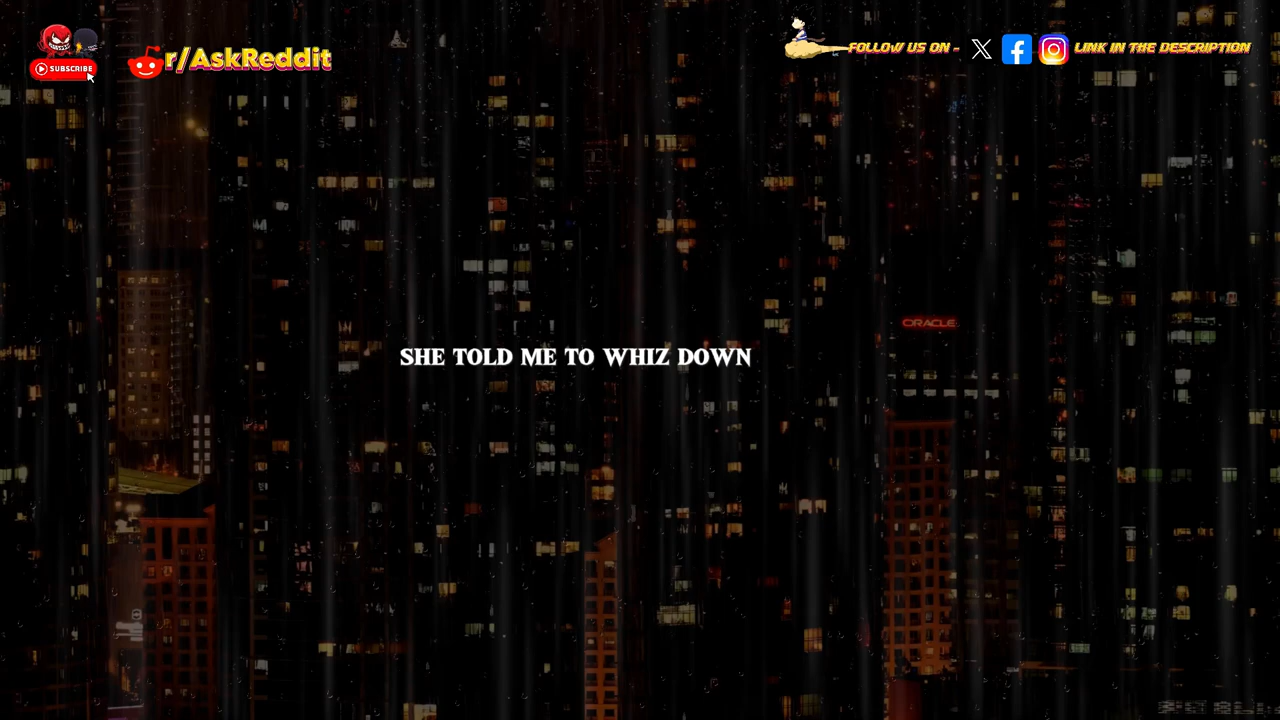 SUBSCRIBE
r/AskReddit
FOLLOW US ON -
LINK IN THE DESCRIPTION
ORACLE
SHE TOLD ME TO WHIZ DOWN